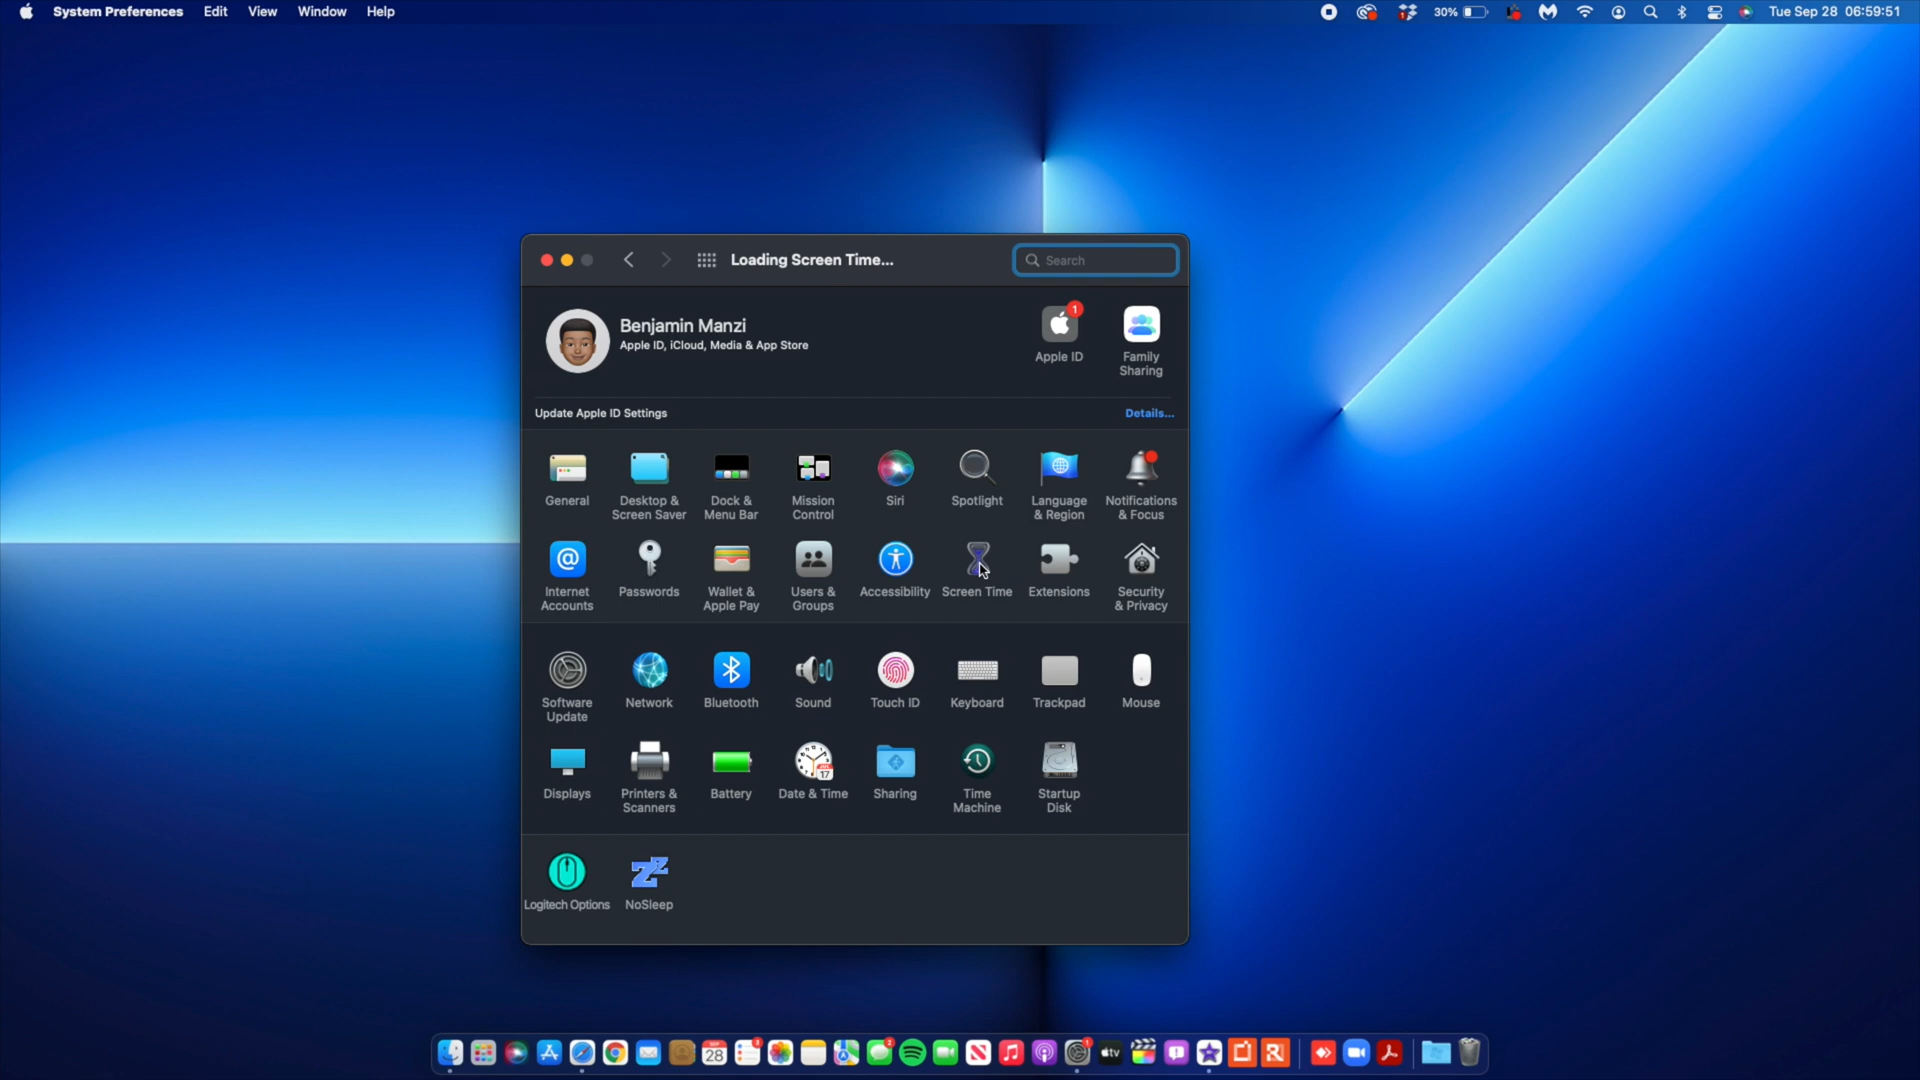 System Preferences Edit View Window Help
30% Tue Sep 28 06:59:51
Loading Screen Time...
Search
Benjamin Manzi
Apple ID, iCloud, Media & App Store
1
Apple ID
Family
Sharing
Update Apple ID Settings
Details...
General
Desktop &
Screen Saver
Dock &
Menu Bar
Mission
Control
Siri
Spotlight
Language
& Region
Notifications
& Focus
Internet
Accounts
Passwords
Wallet &
Apple Pay
Users &
Groups
Accessibility
Screen Time
Extensions
Security
& Privacy
Software
Update
Network
Bluetooth
Sound
Touch ID
Keyboard
Trackpad
Mouse
Displays
Printers &
Scanners
Battery
Date & Time
Sharing
Time
Machine
Startup
Disk
Logitech Options
NoSleep
28
tv